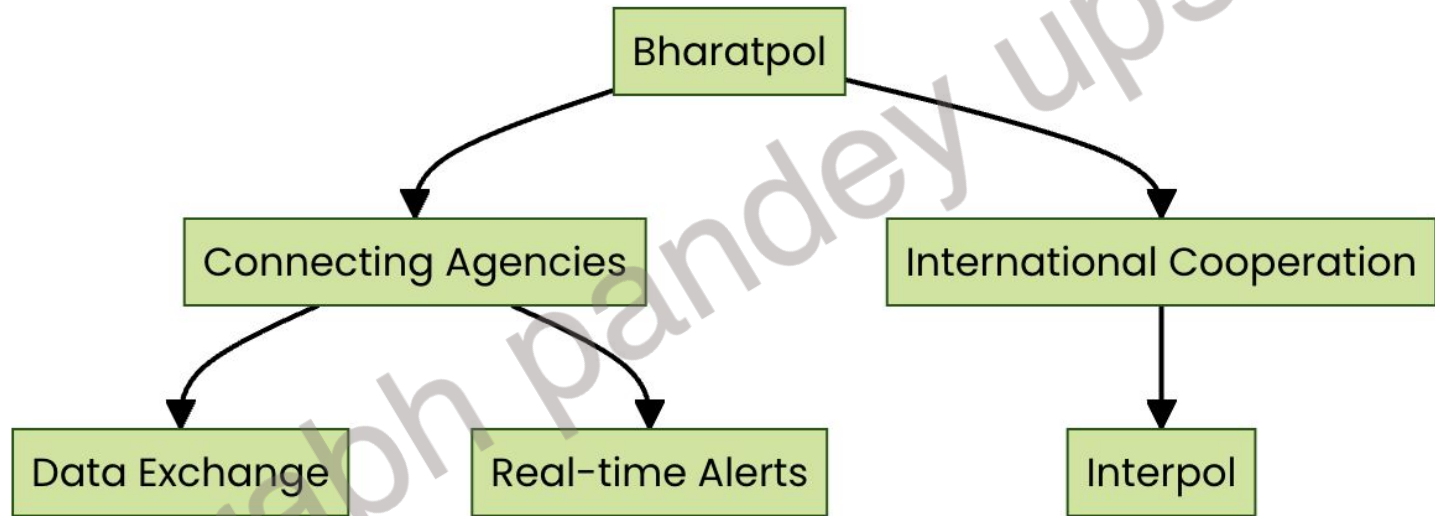 Bharatpol
Connecting Agencies
International Cooperation
Data Exchange
Real-time Alerts
Interpol
pandey